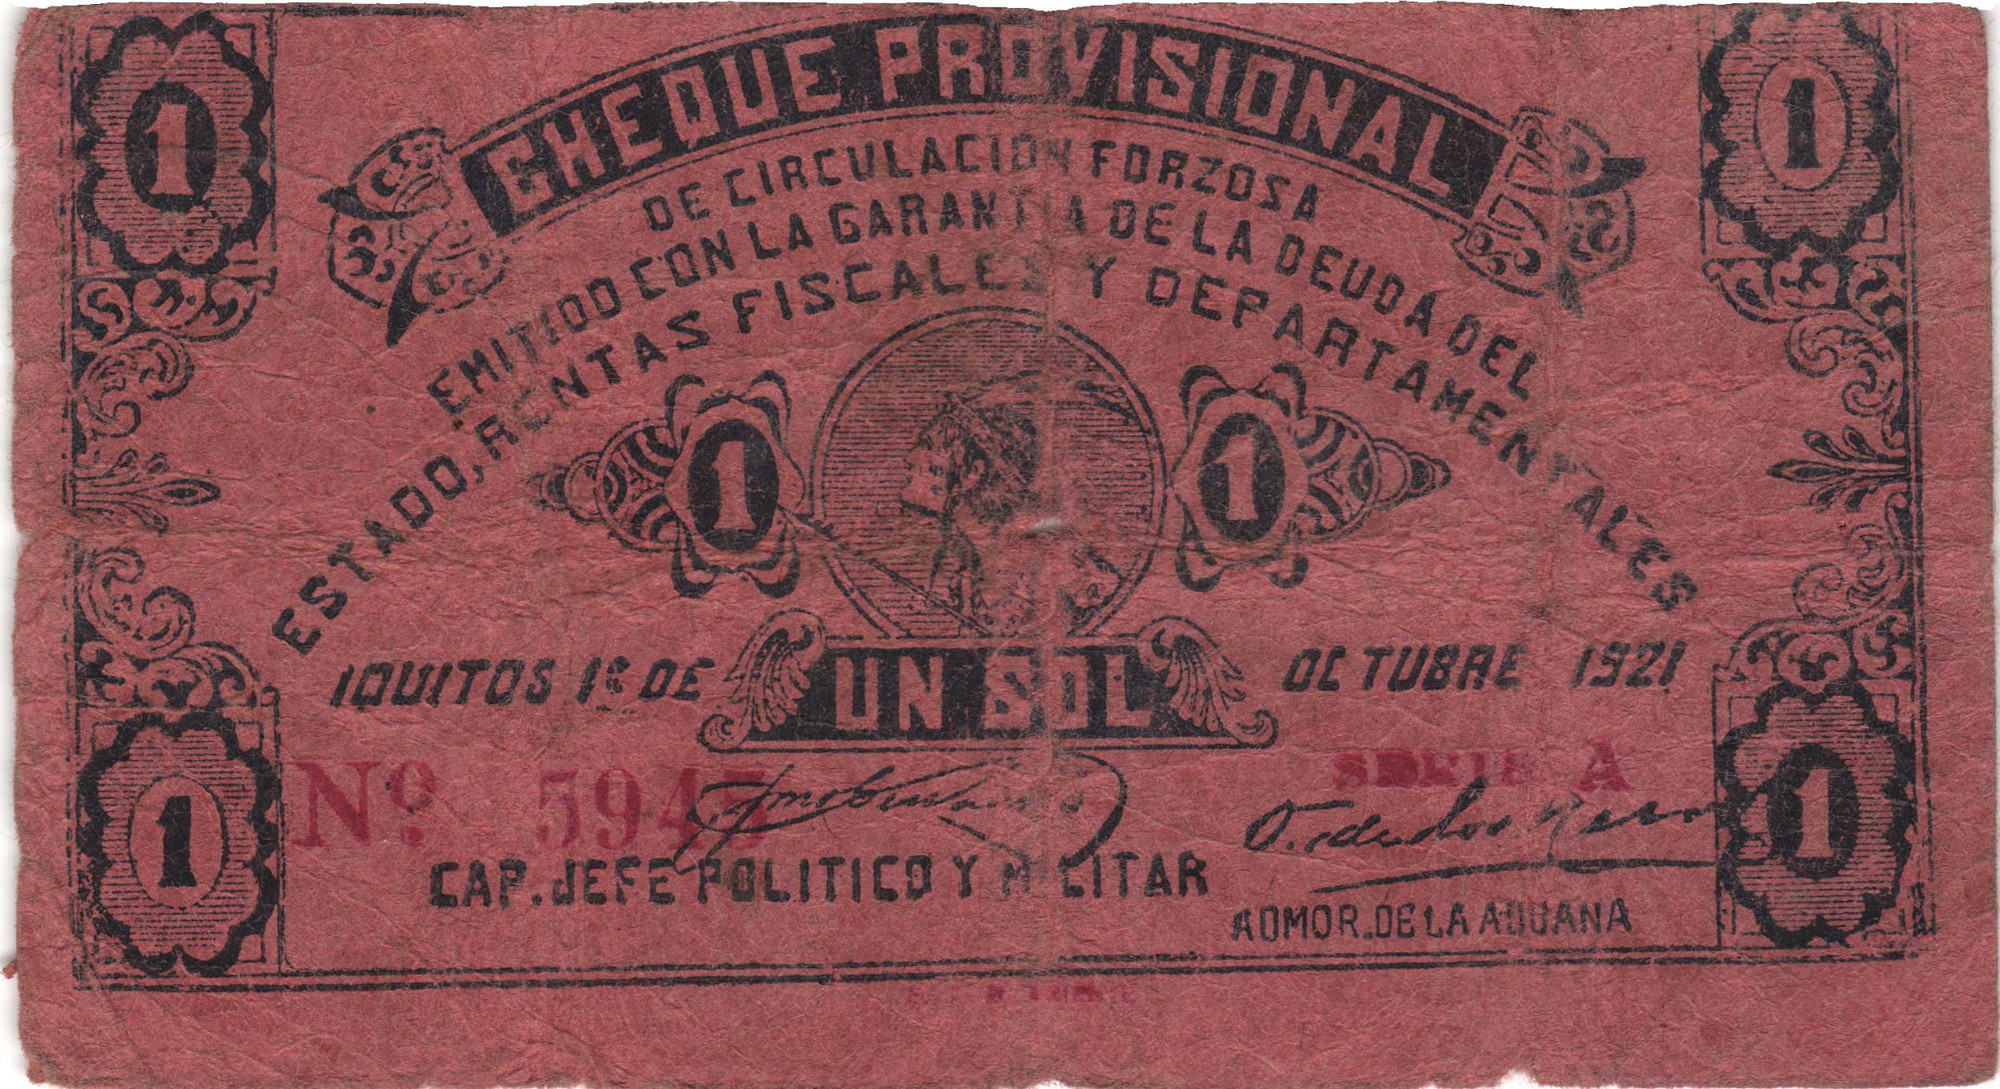 1 1
CHEQUE PROVISIONAL
DE CIRCULACION FORZOSA
EMITIDO CON LA GARANTIA DE LA DEUDA DEL
ESTADO, RENTAS FISCALES Y DEPARTAMENTALES
1 1
IQUITOS 1º DE OCTUBRE 1921
UN SOL
Nº 5945
SERIE A
CAP. JEFE POLITICO Y MILITAR
ADMOR. DE LA ADUANA
1 1